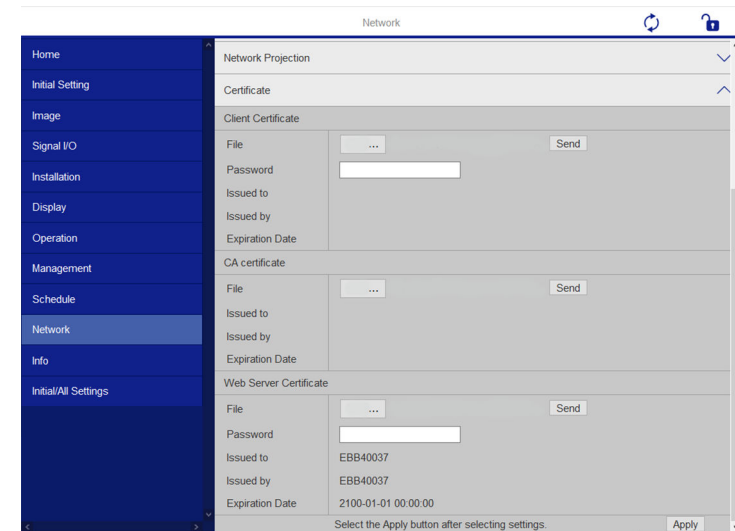 Network
Home
Initial Setting
Image
Signal I/O
Installation
Display
Operation
Management
Schedule
Network
Info
Initial/All Settings
Network Projection
Certificate
Client Certificate
File ... Send
Password
Issued to
Issued by
Expiration Date
CA certificate
File ... Send
Issued to
Issued by
Expiration Date
Web Server Certificate
File ... Send
Password
Issued to EBB40037
Issued by EBB40037
Expiration Date 2100-01-01 00:00:00
Select the Apply button after selecting settings. Apply